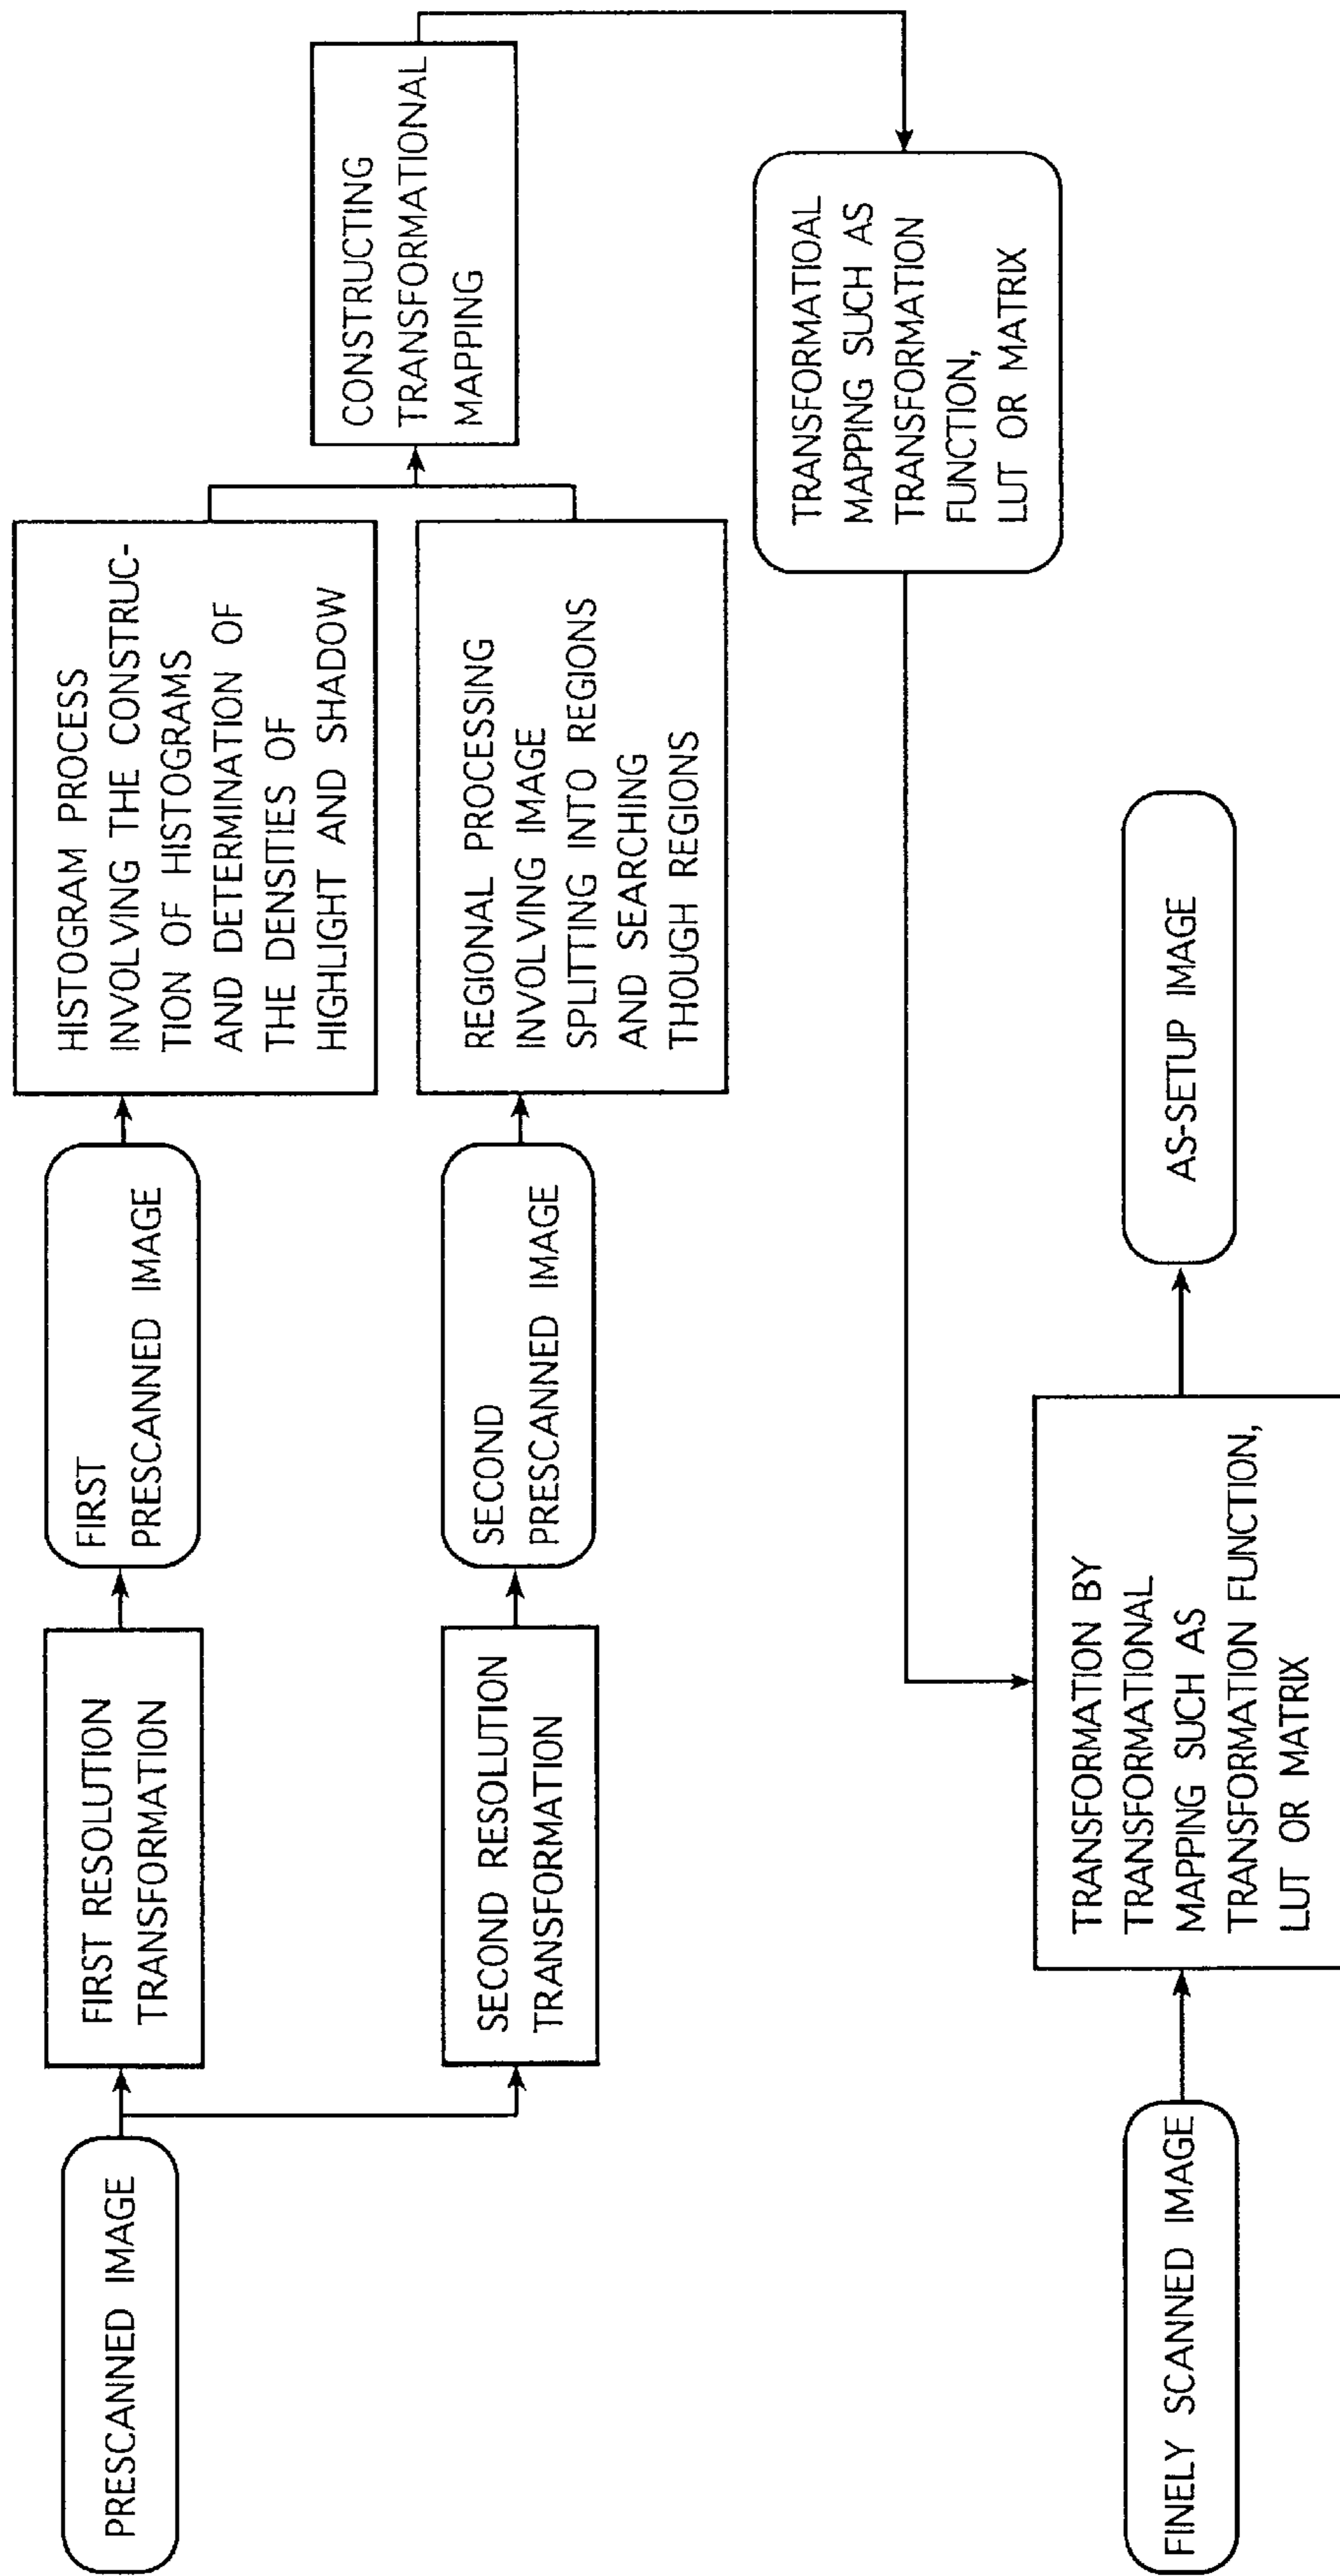 PRESCANNED IMAGE
FIRST RESOLUTION
TRANSFORMATION
FIRST
PRESCANNED IMAGE
HISTOGRAM PROCESS
INVOLVING THE CONSTRUC-
TION OF HISTOGRAMS
AND DETERMINATION OF
THE DENSITIES OF
HIGHLIGHT AND SHADOW
SECOND RESOLUTION
TRANSFORMATION
SECOND
PRESCANNED IMAGE
REGIONAL PROCESSING
INVOLVING IMAGE
SPLITTING INTO REGIONS
AND SEARCHING
THOUGH REGIONS
CONSTRUCTING
TRANSFORMATIONAL
MAPPING
TRANSFORMATIOAL
MAPPING SUCH AS
TRANSFORMATION
FUNCTION,
LUT OR MATRIX
FINELY SCANNED IMAGE
TRANSFORMATION BY
TRANSFORMATIONAL
MAPPING SUCH AS
TRANSFORMATION FUNCTION,
LUT OR MATRIX
AS-SETUP IMAGE